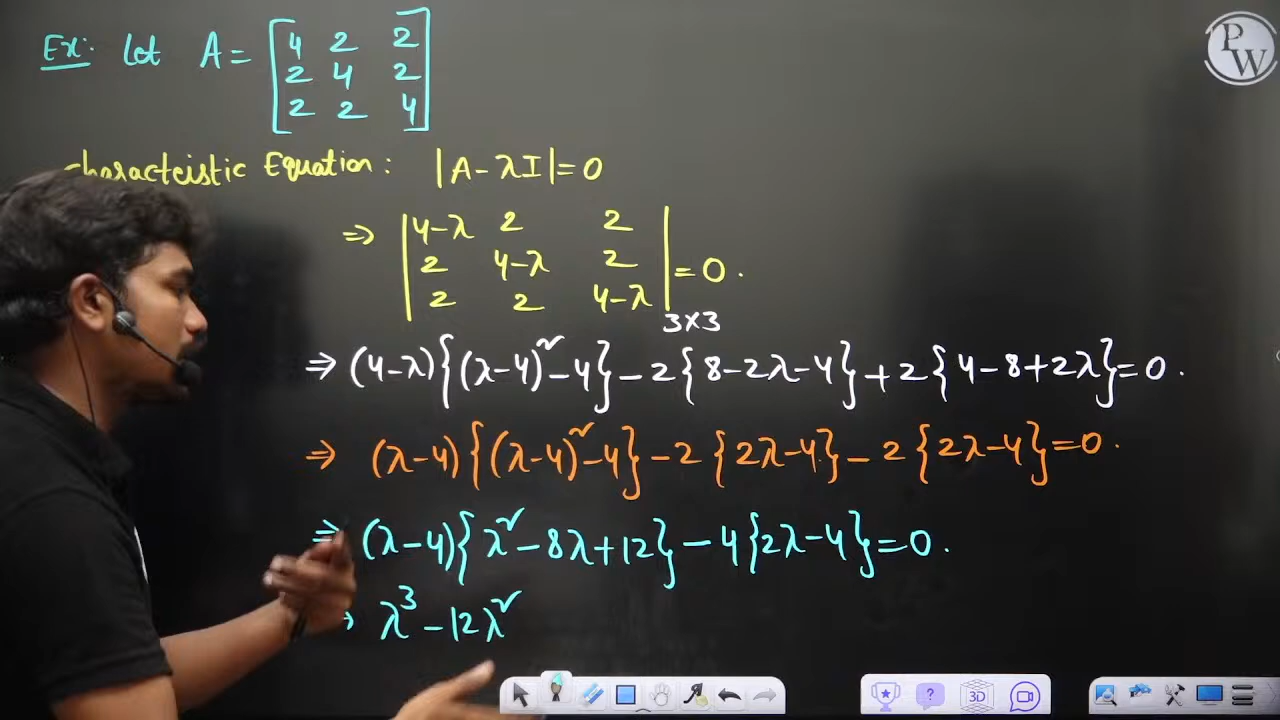 Ex: Let A = [4 2 2
2 4 2
2 2 4]
characteistic Equation : |A - λI| = 0
⇒ |4-λ 2 2
2 4-λ 2
2 2 4-λ| = 0 .
3×3
⇒ (4-λ){(λ-4)² - 4} - 2{8-2λ-4} + 2{4-8+2λ} = 0 .
⇒ (λ-4){(λ-4)² - 4} - 2{2λ-4} - 2{2λ-4} = 0 .
⇒ (λ-4){λ² - 8λ + 12} - 4{2λ-4} = 0 .
λ³ - 12λ²
PW
3D